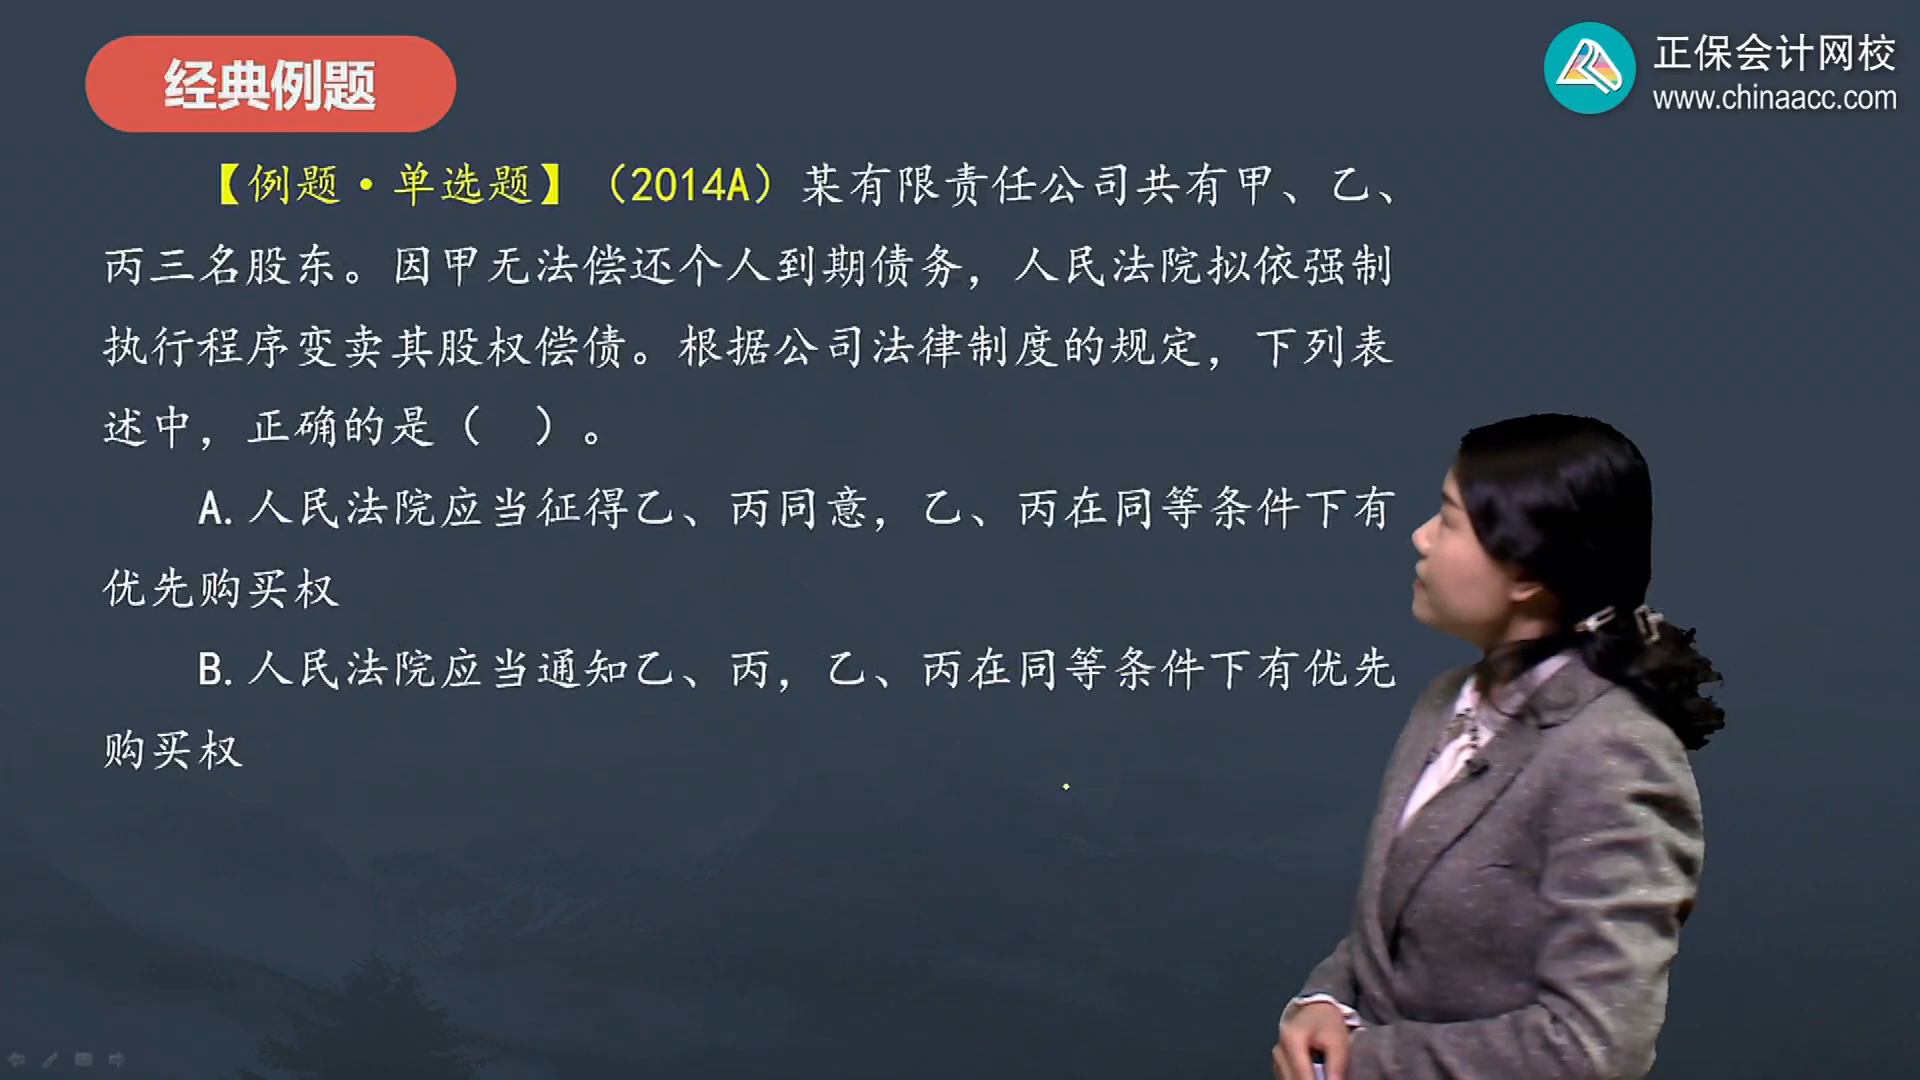 经典例题
正保会计网校
www.chinaacc.com
【例题·单选题】（2014A）某有限责任公司共有甲、乙、
丙三名股东。因甲无法偿还个人到期债务，人民法院拟依强制
执行程序变卖其股权偿债。根据公司法律制度的规定，下列表
述中，正确的是（　）。
A.人民法院应当征得乙、丙同意，乙、丙在同等条件下有
优先购买权
B.人民法院应当通知乙、丙，乙、丙在同等条件下有优先
购买权